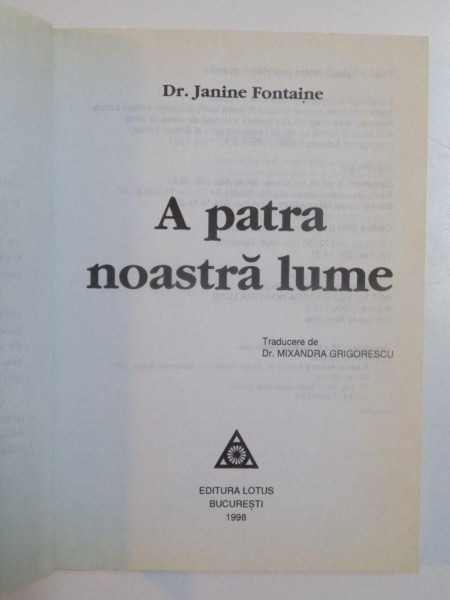 Dr. Janine Fontaine
A patra
noastră lume
Traducere de
Dr. MIXANDRA GRIGORESCU
EDITURA LOTUS
BUCUREȘTI
1998